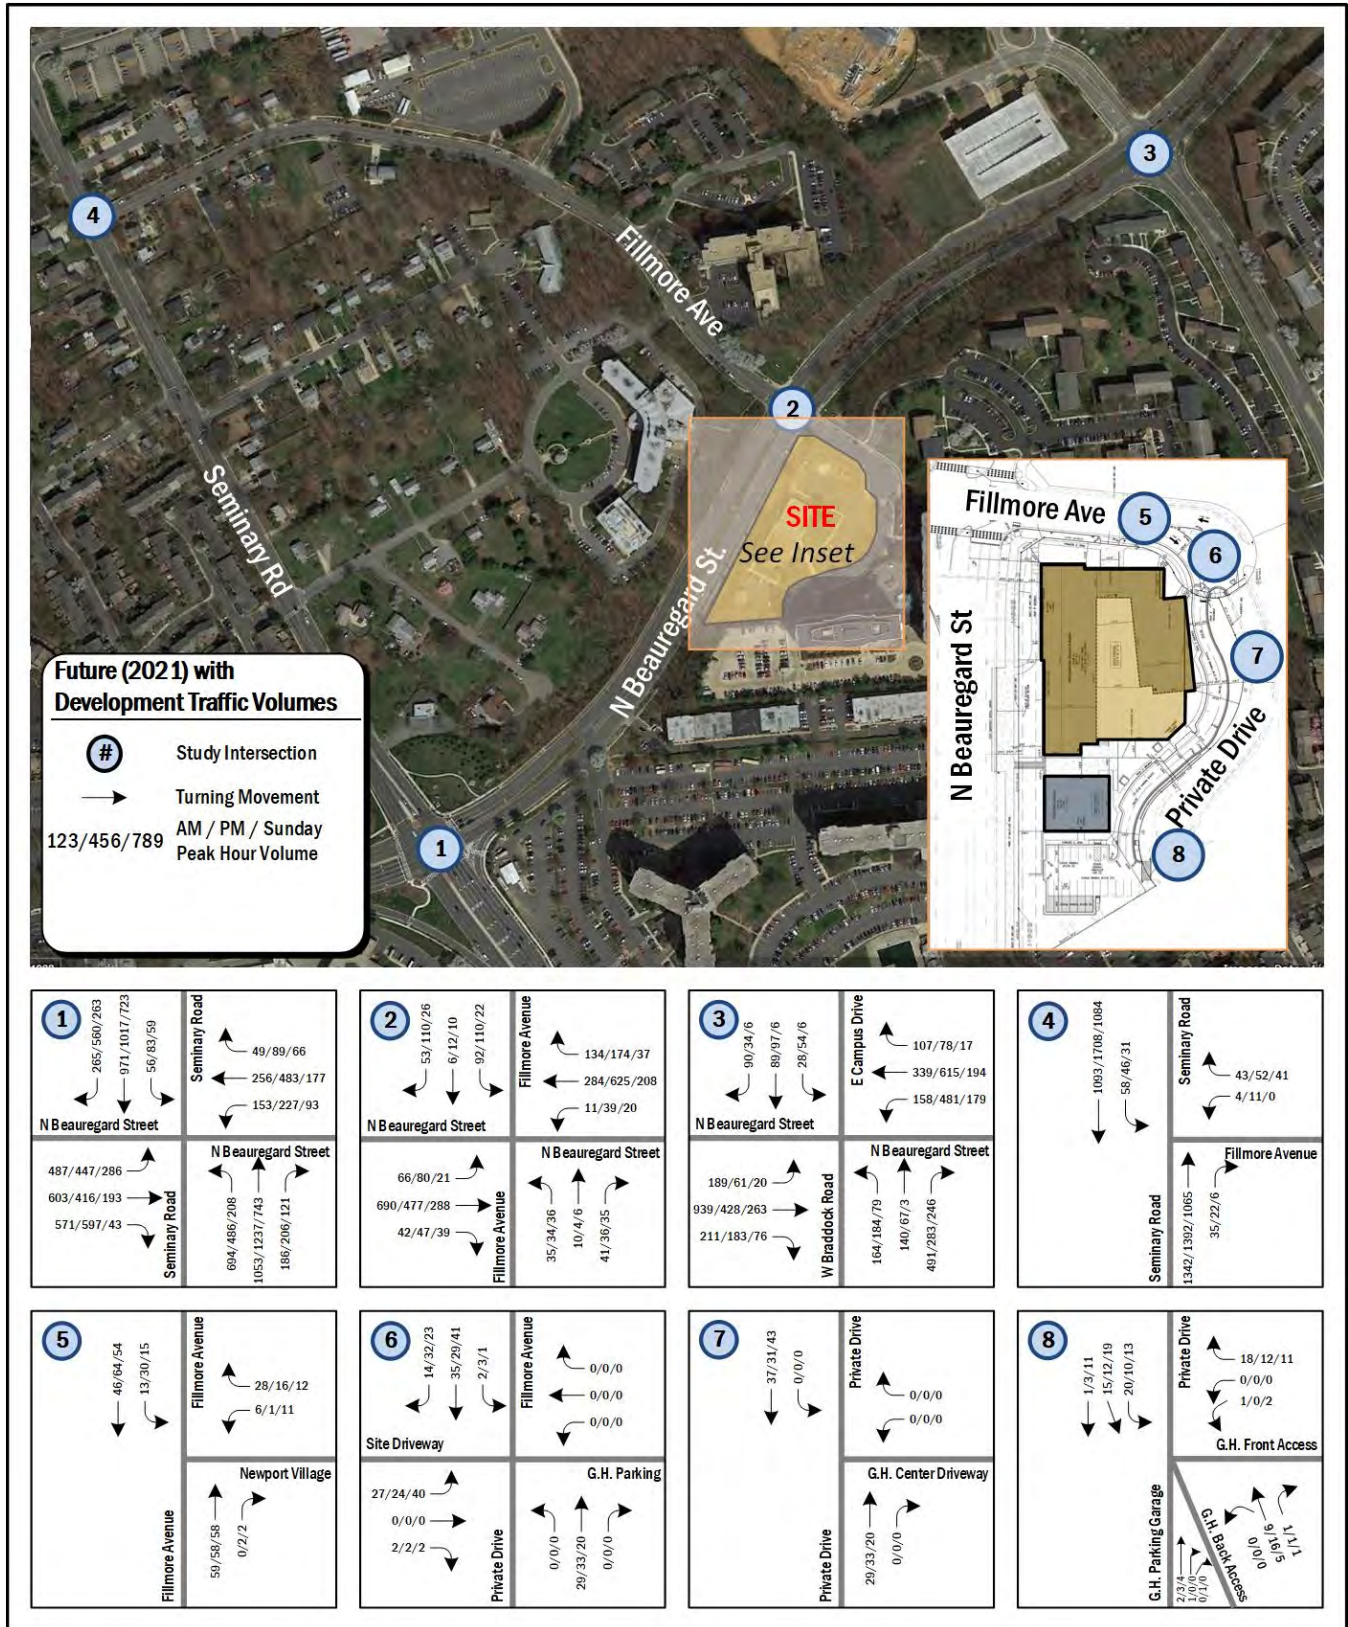 4
3
Fillmore Ave
2
Seminary Rd
SITE
See Inset
N Beauregard St.
1
Fillmore Ave
5
6
N Beauregard St
7
Private Drive
8
Future (2021) with
Development Traffic Volumes
#
Study Intersection
Turning Movement
123/456/789
AM / PM / Sunday
Peak Hour Volume
1
265/560/263
971/1017/723
56/83/59
Seminary Road
49/89/66
256/483/177
153/227/93
N Beauregard Street
487/447/286
603/416/193
571/597/43
Seminary Road
N Beauregard Street
694/486/208
1053/1237/743
186/206/121
2
53/110/26
6/12/10
92/110/22
Fillmore Avenue
134/174/37
284/625/208
11/39/20
N Beauregard Street
66/80/21
690/477/288
42/47/39
Fillmore Avenue
N Beauregard Street
35/34/36
10/4/6
41/36/35
3
90/34/6
89/97/6
28/54/6
E Campus Drive
107/78/17
339/615/194
158/481/179
N Beauregard Street
189/61/20
939/428/263
211/183/76
W Braddock Road
N Beauregard Street
164/184/79
140/67/3
491/283/246
4
1093/1708/1084
58/46/31
Seminary Road
43/52/41
4/11/0
Seminary Road
Fillmore Avenue
1342/1392/1065
35/22/6
5
46/64/54
13/30/15
Fillmore Avenue
28/16/12
6/1/11
Fillmore Avenue
Newport Village
59/58/58
0/2/2
6
14/32/23
35/29/41
2/3/1
Fillmore Avenue
0/0/0
0/0/0
0/0/0
Site Driveway
27/24/40
0/0/0
2/2/2
Private Drive
G.H. Parking
0/0/0
29/33/20
0/0/0
7
37/31/43
0/0/0
Private Drive
0/0/0
0/0/0
Private Drive
G.H. Center Driveway
29/33/20
0/0/0
8
1/3/11
15/12/19
20/10/13
Private Drive
18/12/11
0/0/0
1/0/2
G.H. Front Access
G.H. Parking Garage
2/3/4
1/0/0
0/1/0
G.H. Back Access
0/0/0
9/16/5
1/1/1